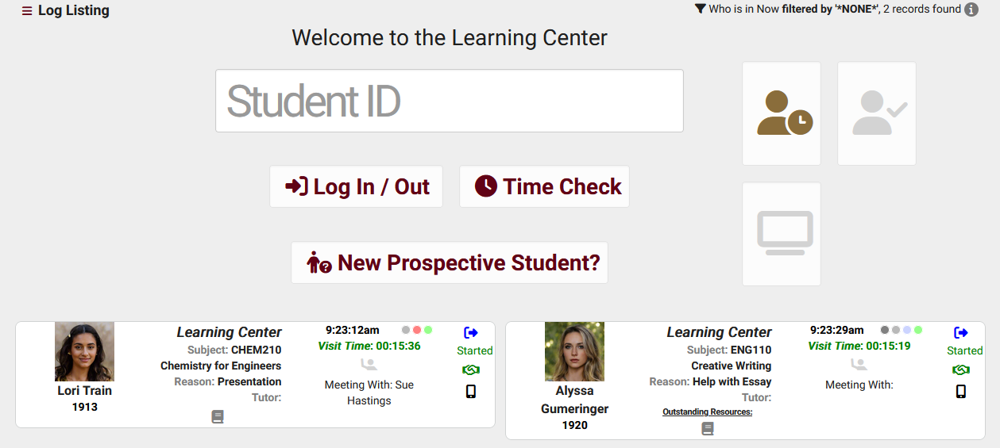 Log Listing
Who is in Now filtered by '*NONE*', 2 records found
Welcome to the Learning Center
Student ID
Log In / Out
Time Check
New Prospective Student?
Lori Train
1913
Learning Center
Subject: CHEM210
Chemistry for Engineers
Reason: Presentation
Tutor:
9:23:12am
Visit Time: 00:15:36
Meeting With: Sue
Hastings
Started
Alyssa
Gumeringer
1920
Learning Center
Subject: ENG110
Creative Writing
Reason: Help with Essay
Tutor:
Outstanding Resources:
9:23:29am
Visit Time: 00:15:19
Meeting With:
Started